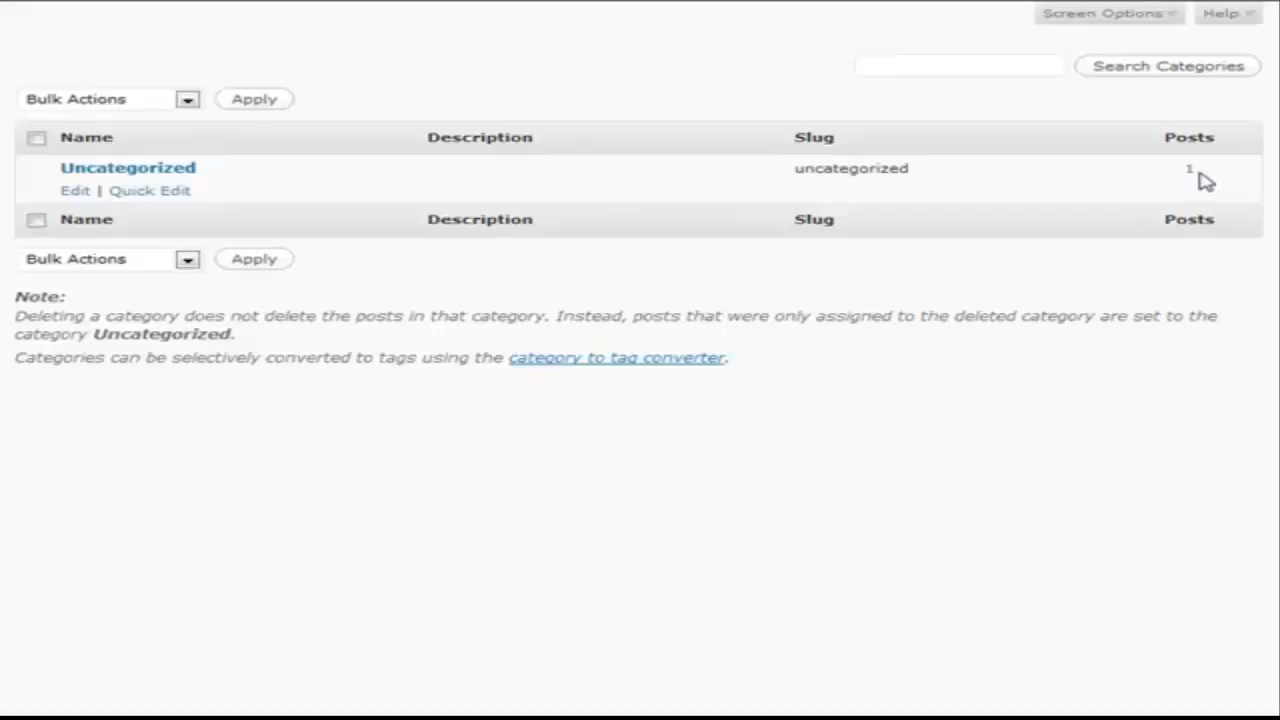 Screen Options Help
Search Categories
Bulk Actions Apply
Name Description Slug Posts
Uncategorized uncategorized 1
Edit | Quick Edit
Name Description Slug Posts
Bulk Actions Apply
Note:
Deleting a category does not delete the posts in that category. Instead, posts that were only assigned to the deleted category are set to the
category Uncategorized.
Categories can be selectively converted to tags using the category to tag converter.